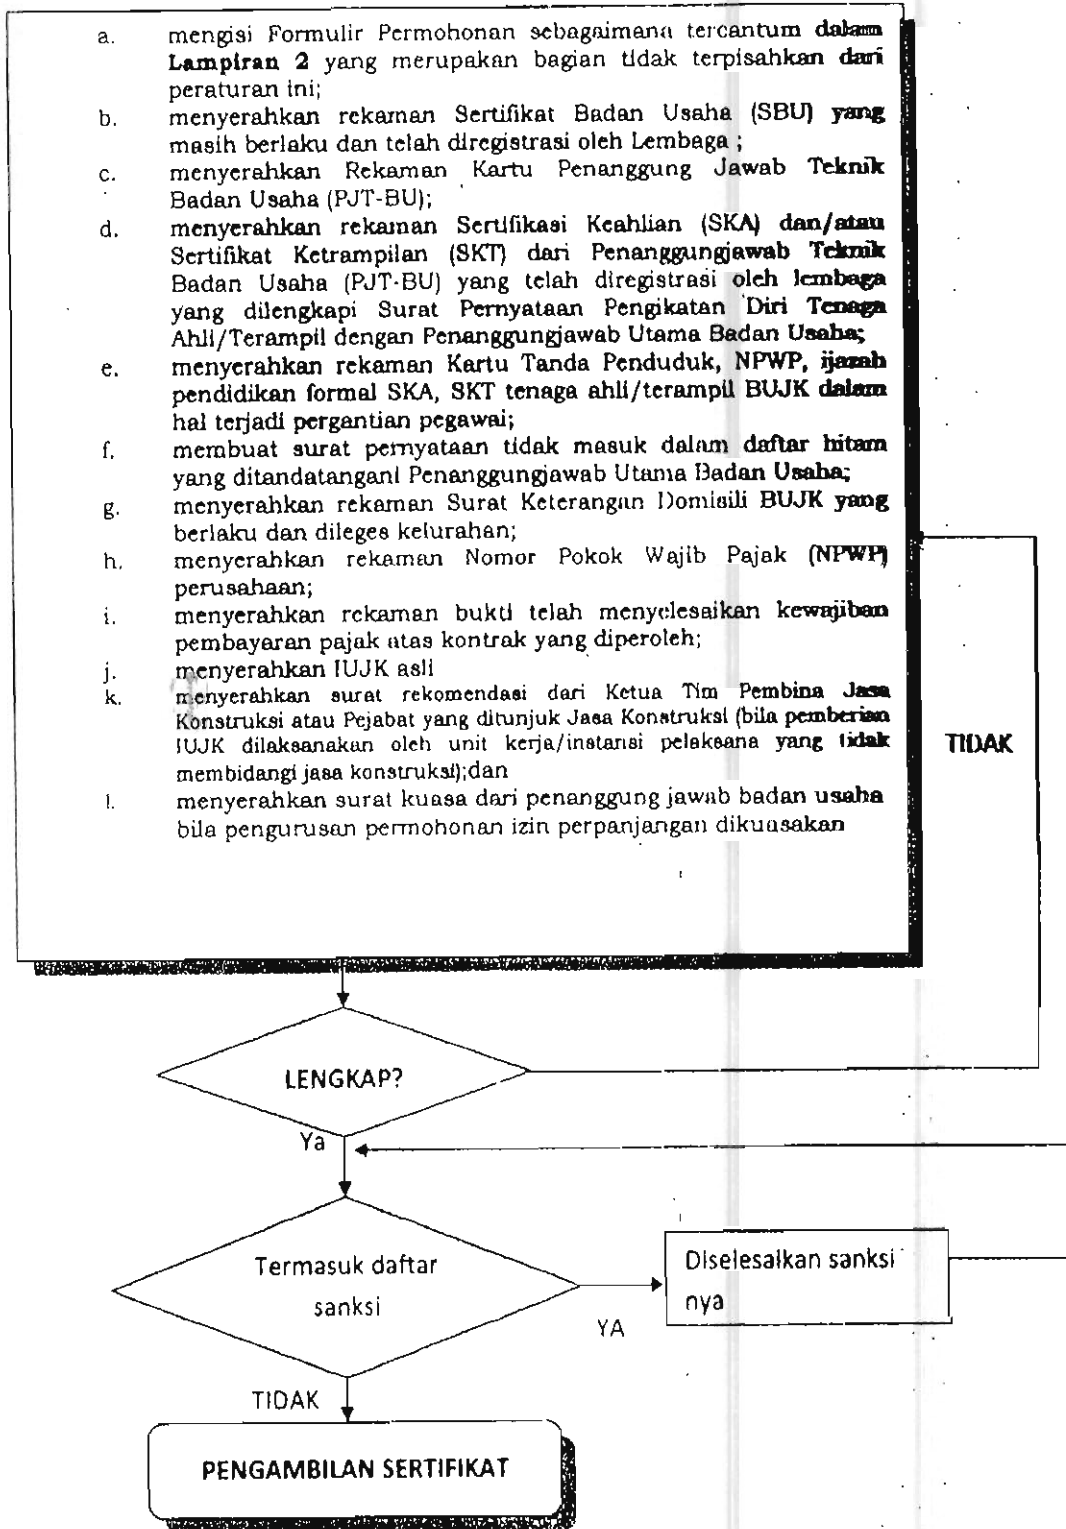 a. mengisi Formulir Permohonan sebagaimana tercantum dalam
Lampiran 2 yang merupakan bagian tidak terpisahkan dari
peraturan ini;
b. menyerahkan rekaman Sertifikat Badan Usaha (SBU) yang
masih berlaku dan telah diregistrasi oleh Lembaga ;
c. menyerahkan Rekaman Kartu Penanggung Jawab Teknik
Badan Usaha (PJT-BU);
d. menyerahkan rekaman Sertifikasi Keahlian (SKA) dan/atau
Sertifikat Ketrampilan (SKT) dari Penanggungjawab Teknik
Badan Usaha (PJT-BU) yang telah diregistrasi oleh lembaga
yang dilengkapi Surat Pernyataan Pengikatan Diri Tenaga
Ahli/Terampil dengan Penanggungjawab Utama Badan Usaha;
e. menyerahkan rekaman Kartu Tanda Penduduk, NPWP, ijazah
pendidikan formal SKA, SKT tenaga ahli/terampil BUJK dalam
hal terjadi pergantian pegawai;
f. membuat surat pernyataan tidak masuk dalam daftar hitam
yang ditandatangani Penanggungjawab Utama Badan Usaha;
g. menyerahkan rekaman Surat Keterangan Domisili BUJK yang
berlaku dan dileges kelurahan;
h. menyerahkan rekaman Nomor Pokok Wajib Pajak (NPWP)
perusahaan;
i. menyerahkan rekaman bukti telah menyelesaikan kewajiban
pembayaran pajak atas kontrak yang diperoleh;
j. menyerahkan IUJK asli
k. menyerahkan surat rekomendasi dari Ketua Tim Pembina Jasa
Konstruksi atau Pejabat yang ditunjuk Jasa Konstruksi (bila pemberian
IUJK dilaksanakan oleh unit kerja/instansi pelaksana yang tidak
membidangi jasa konstruksi);dan
l. menyerahkan surat kuasa dari penanggung jawab badan usaha
bila pengurusan permohonan izin perpanjangan dikuasakan
TIDAK
LENGKAP?
Ya
Termasuk daftar
sanksi
YA
Diselesaikan sanksi
nya
TIDAK
PENGAMBILAN SERTIFIKAT